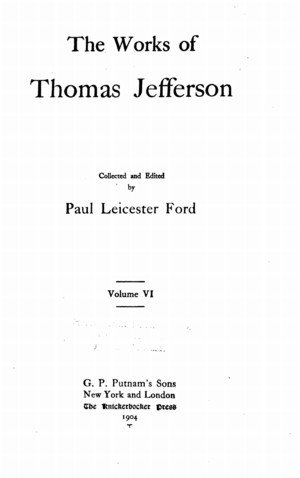 The Works of
Thomas Jefferson
Collected and Edited
by
Paul Leicester Ford
Volume VI
G. P. Putnam's Sons
New York and London
The Knickerbocker Press
1904